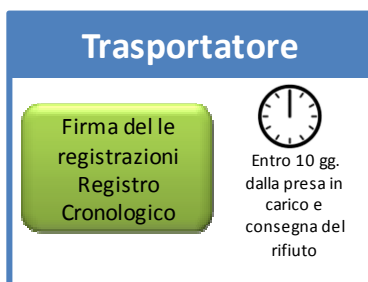 Trasportatore
Firma del le
registrazioni
Registro
Cronologico
Entro 10 gg.
dalla presa in
carico e
consegna del
rifiuto